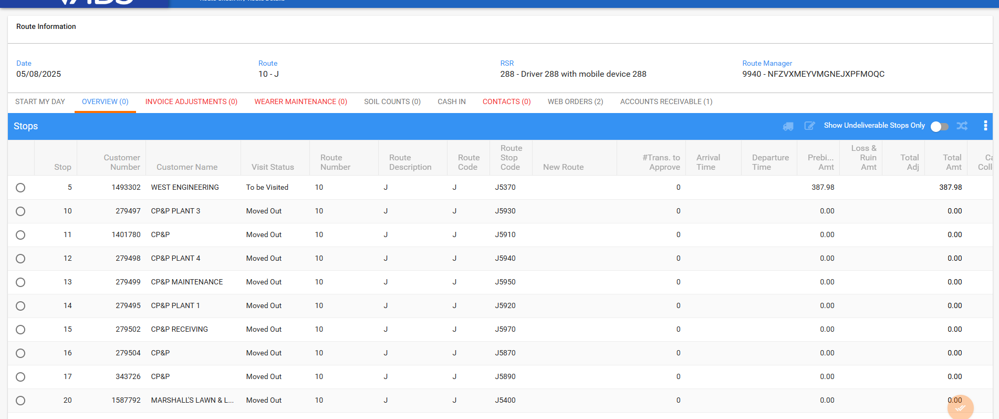 Route Information
Date
05/08/2025
Route
10 - J
RSR
288 - Driver 288 with mobile device 288
Route Manager
9940 - NFZVXMEYVMGNEJXPFMOQC
START MY DAY OVERVIEW (0) INVOICE ADJUSTMENTS (0) WEARER MAINTENANCE (0) SOIL COUNTS (0) CASH IN CONTACTS (0) WEB ORDERS (2) ACCOUNTS RECEIVABLE (1)
Stops Show Undeliverable Stops Only
Stop
Customer
Number
Customer Name
Visit Status
Route
Number
Route
Description
Route
Code
Route
Stop
Code
New Route
#Trans. to
Approve
Arrival
Time
Departure
Time
Prebi...
Amt
Loss &
Ruin
Amt
Total
Adj
Total
Amt
5 1493302 WEST ENGINEERING To be Visited 10 J J J5370 0 387.98 387.98
10 279497 CP&P PLANT 3 Moved Out 10 J J J5930 0 0.00 0.00
11 1401780 CP&P Moved Out 10 J J J5910 0 0.00 0.00
12 279498 CP&P PLANT 4 Moved Out 10 J J J5940 0 0.00 0.00
13 279499 CP&P MAINTENANCE Moved Out 10 J J J5950 0 0.00 0.00
14 279495 CP&P PLANT 1 Moved Out 10 J J J5920 0 0.00 0.00
15 279502 CP&P RECEIVING Moved Out 10 J J J5970 0 0.00 0.00
16 279504 CP&P Moved Out 10 J J J5870 0 0.00 0.00
17 343726 CP&P Moved Out 10 J J J5890 0 0.00 0.00
20 1587792 MARSHALL'S LAWN & L... Moved Out 10 J J J5400 0 0.00 0.00